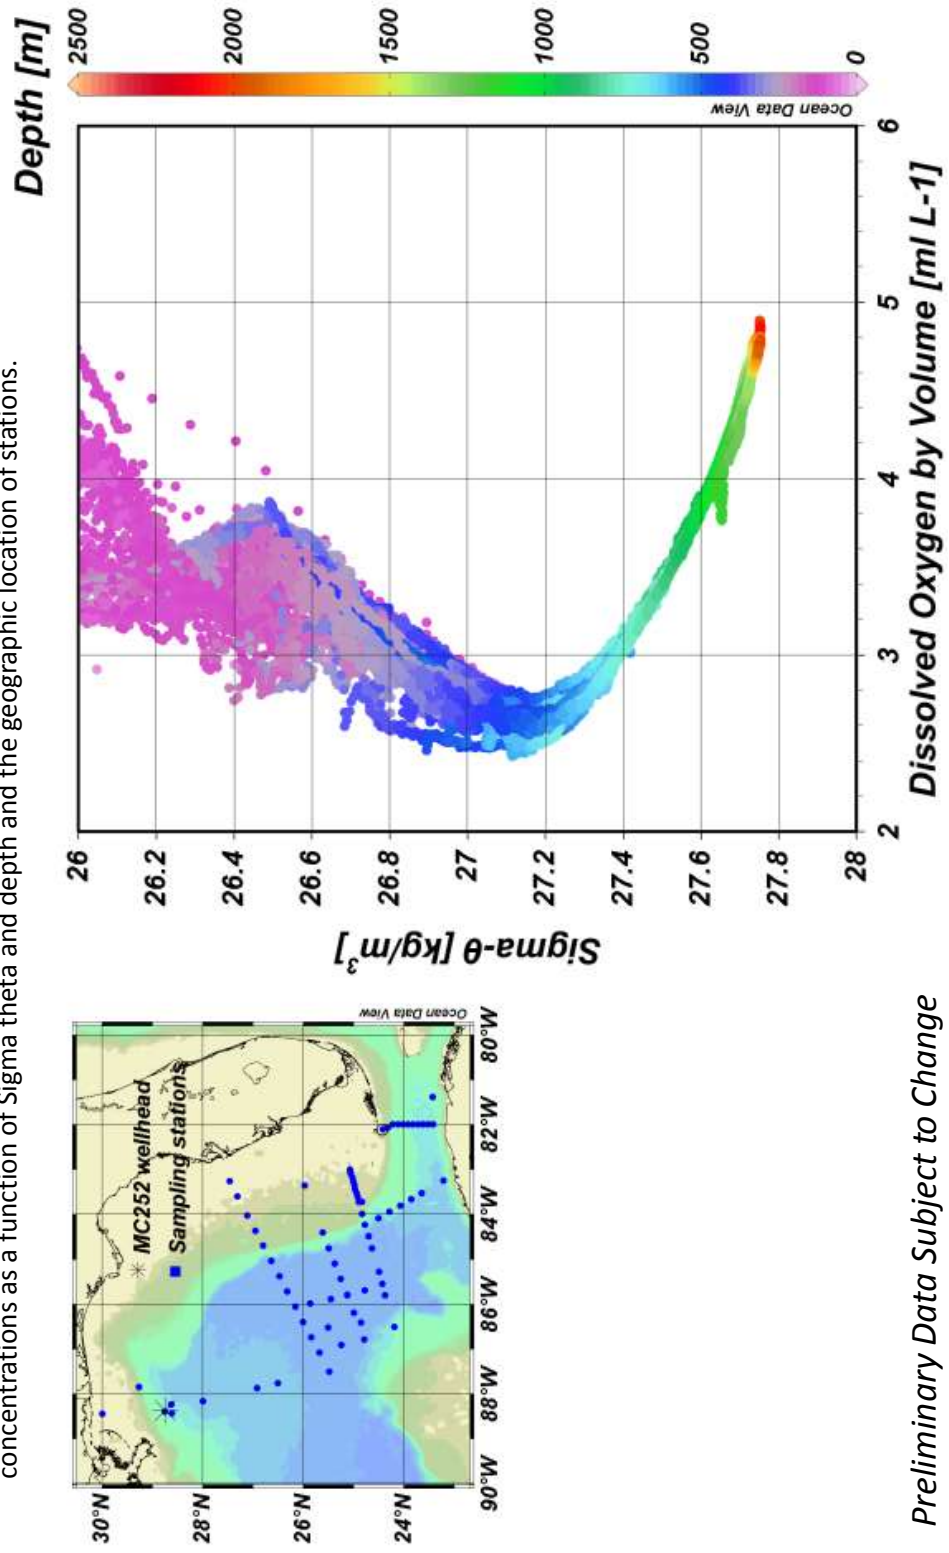 concentrations as a function of Sigma theta and depth and the geographic location of stations.
30°N
28°N
26°N
24°N
90°W
88°W
86°W
84°W
82°W
80°W
MC252 wellhead
Sampling stations
Ocean Data View
Sigma-θ [kg/m³]
26
26.2
26.4
26.6
26.8
27
27.2
27.4
27.6
27.8
28
2
3
4
5
6
Dissolved Oxygen by Volume [ml L-1]
Ocean Data View
Depth [m]
2500
2000
1500
1000
500
0
Preliminary Data Subject to Change